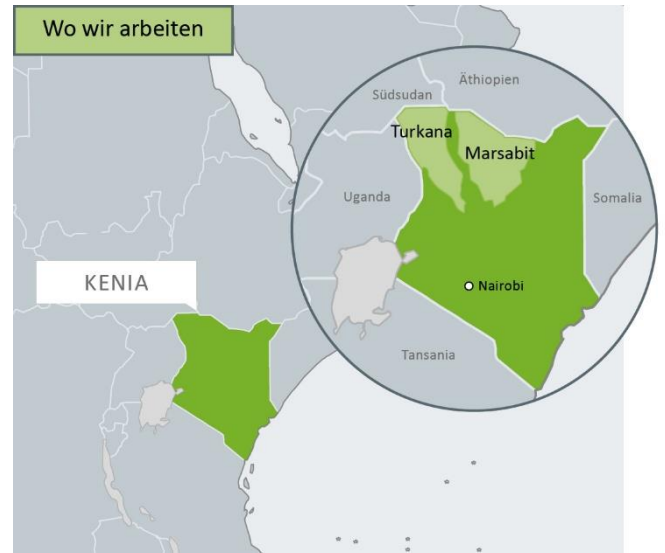 Wo wir arbeiten
Äthiopien
Südsudan
Turkana
Marsabit
Uganda
Somalia
KENIA
Nairobi
Tansania